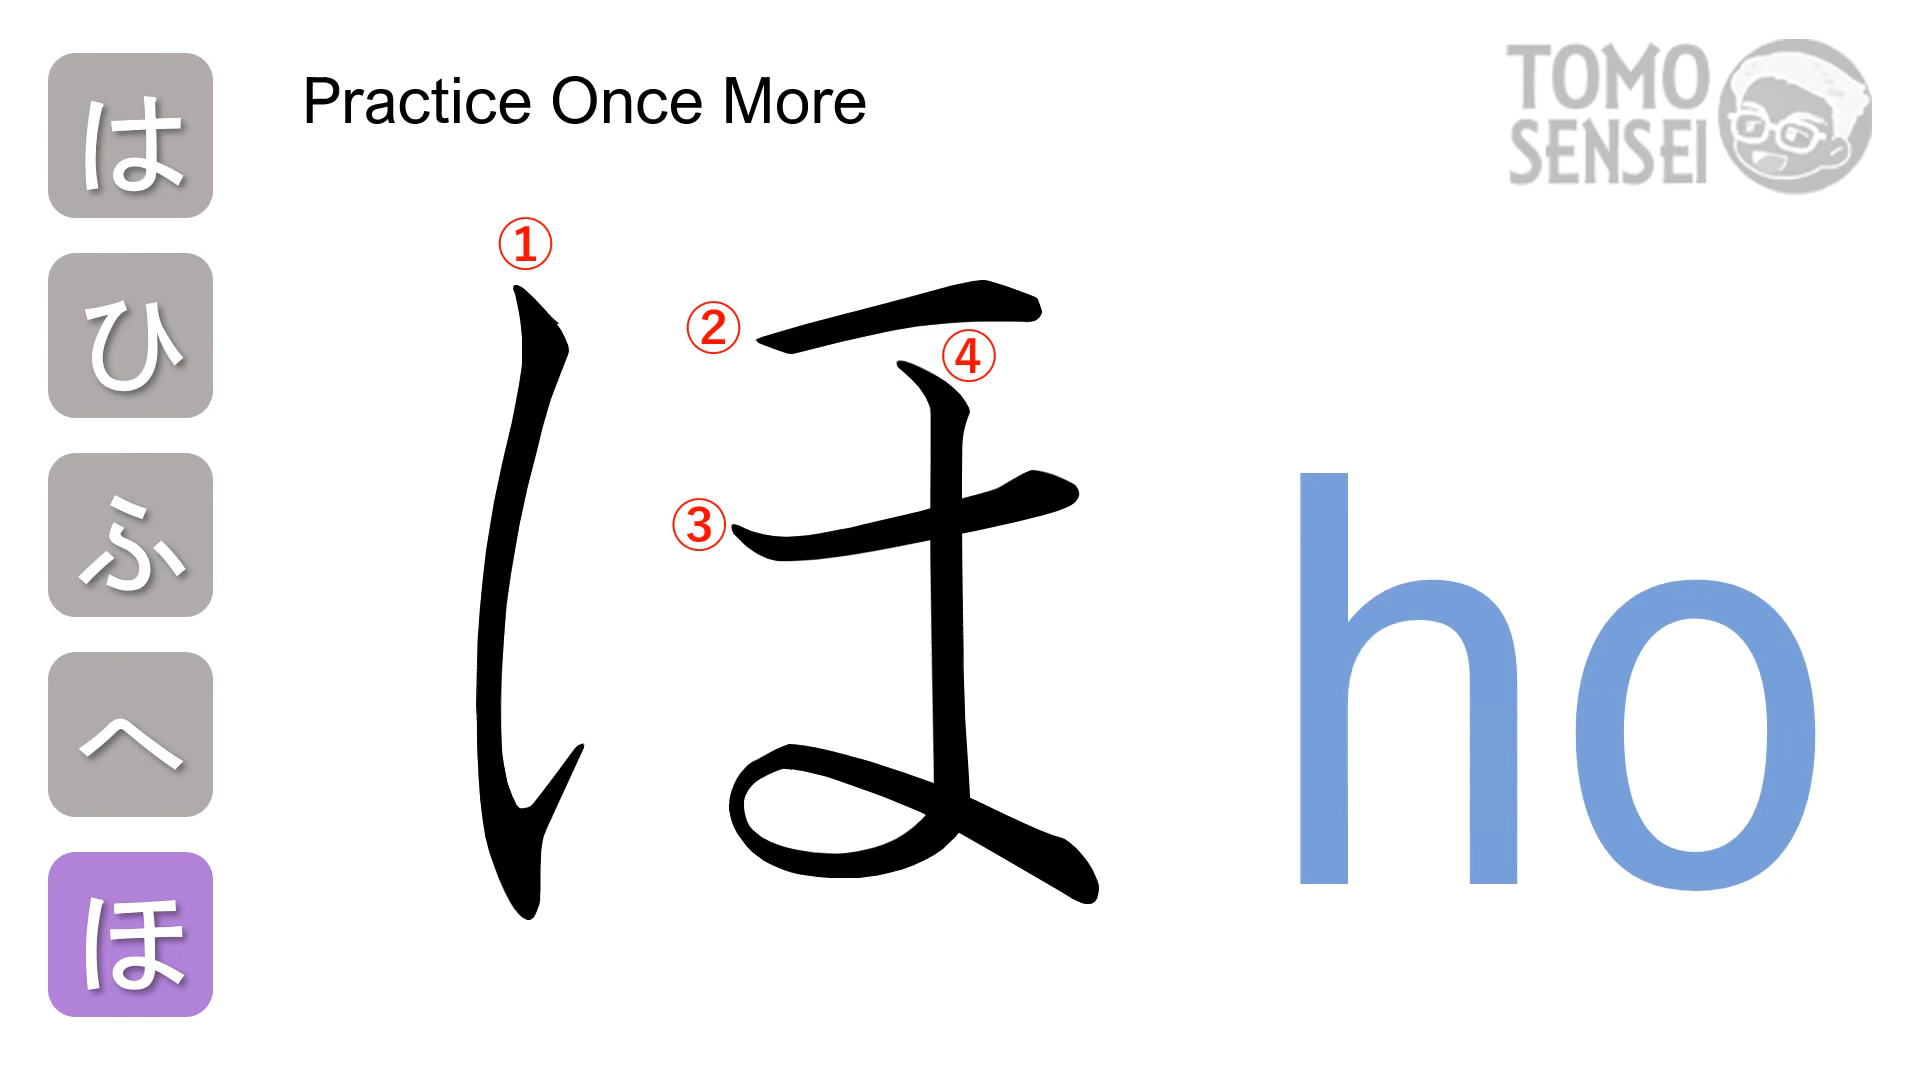 Practice Once More
TOMO
SENSEI
は
ひ
ふ
へ
ほ
①
②
③
④
ほ
ho